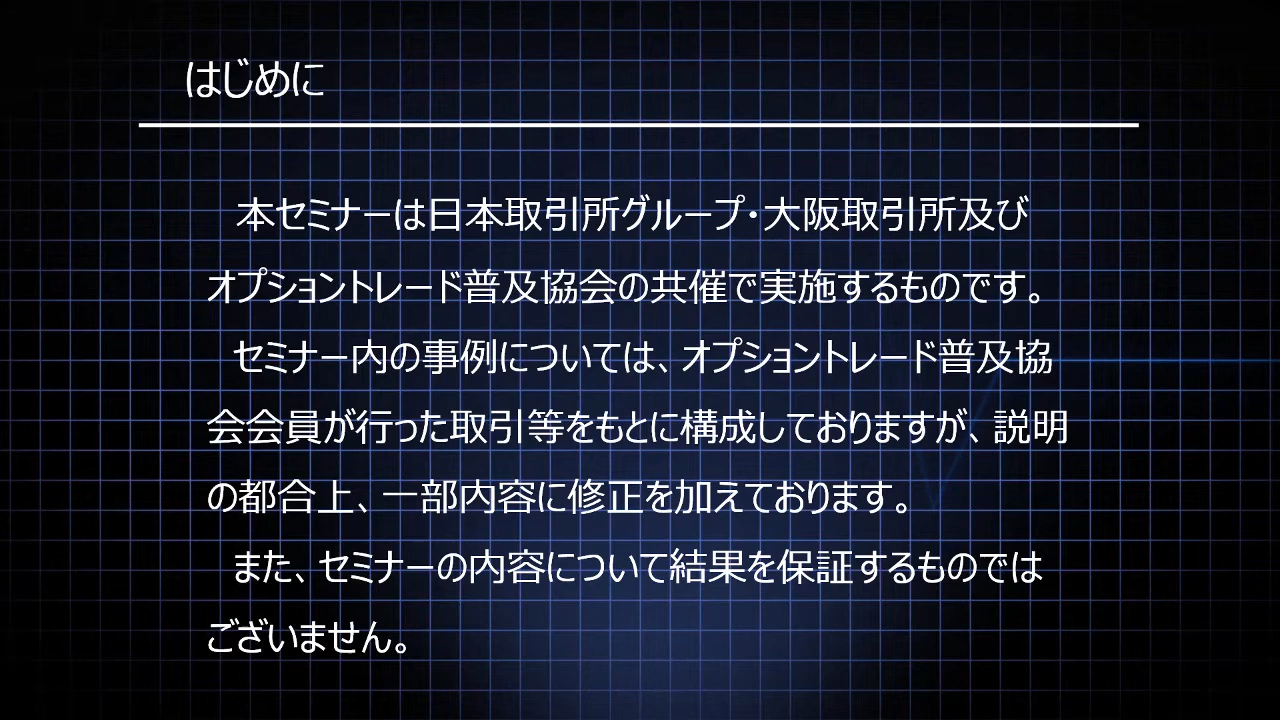 はじめに
本セミナーは日本取引所グループ・大阪取引所及び
オプショントレード普及協会の共催で実施するものです。
セミナー内の事例については、オプショントレード普及協
会会員が行った取引等をもとに構成しておりますが、説明
の都合上、一部内容に修正を加えております。
また、セミナーの内容について結果を保証するものでは
ございません。